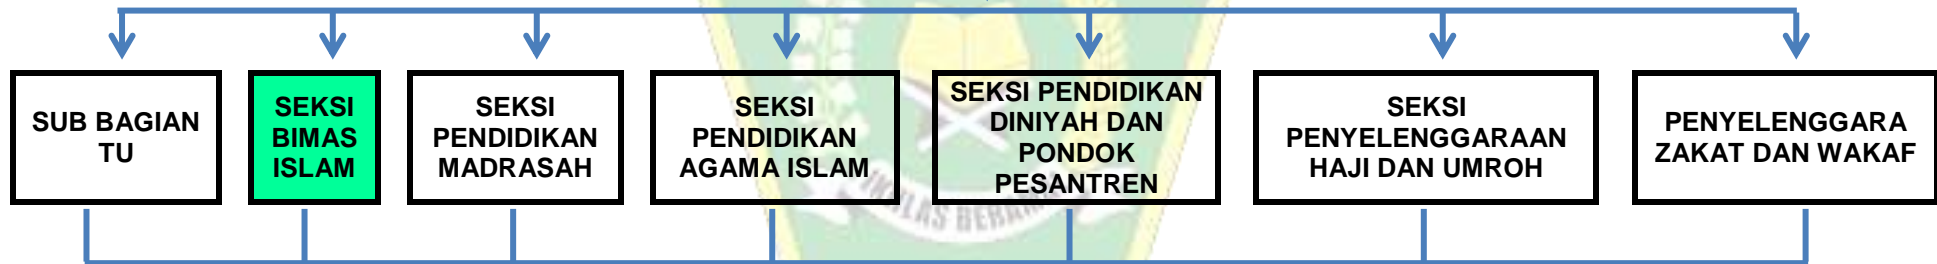 SUB BAGIAN
TU
SEKSI
BIMAS
ISLAM
SEKSI
PENDIDIKAN
MADRASAH
SEKSI
PENDIDIKAN
AGAMA ISLAM
SEKSI PENDIDIKAN
DINIYAH DAN
PONDOK
PESANTREN
SEKSI
PENYELENGGARAAN
HAJI DAN UMROH
PENYELENGGARA
ZAKAT DAN WAKAF